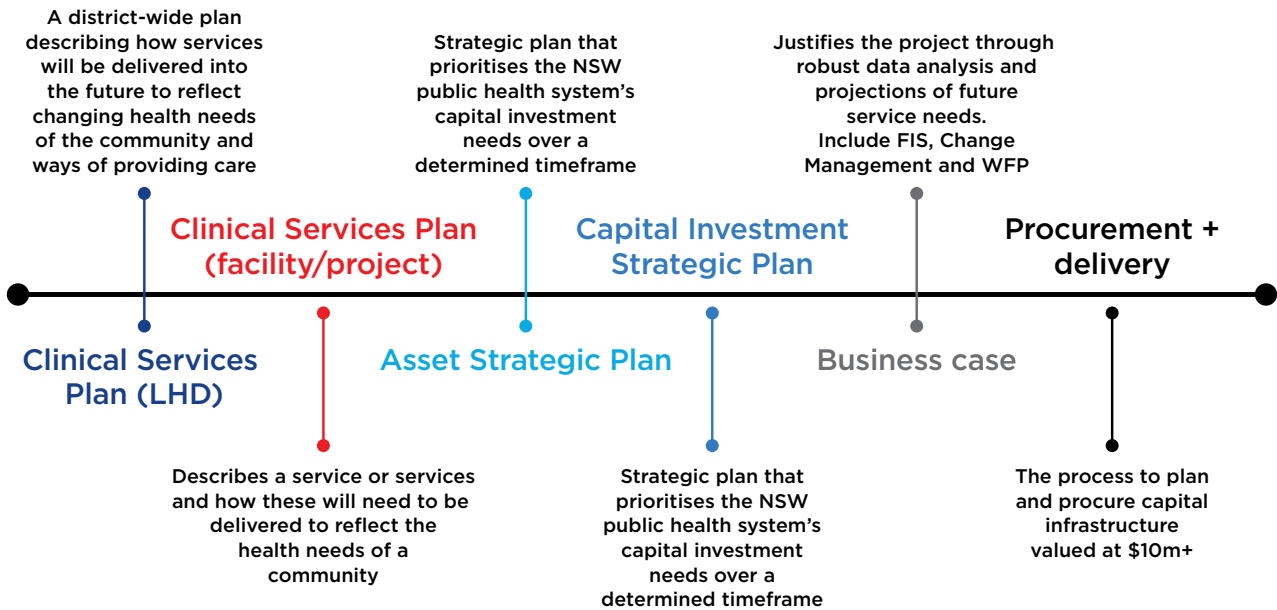 A district-wide plan
describing how services
will be delivered into
the future to reflect
changing health needs
of the community and
ways of providing care
Clinical Services
Plan (LHD)
Clinical Services Plan
(facility/project)
Describes a service or services
and how these will need to be
delivered to reflect the
health needs of a
community
Strategic plan that
prioritises the NSW
public health system's
capital investment
needs over a
determined timeframe
Asset Strategic Plan
Capital Investment
Strategic Plan
Strategic plan that
prioritises the NSW
public health system's
capital investment
needs over a
determined timeframe
Justifies the project through
robust data analysis and
projections of future
service needs.
Include FIS, Change
Management and WFP
Business case
Procurement +
delivery
The process to plan
and procure capital
infrastructure
valued at $10m+